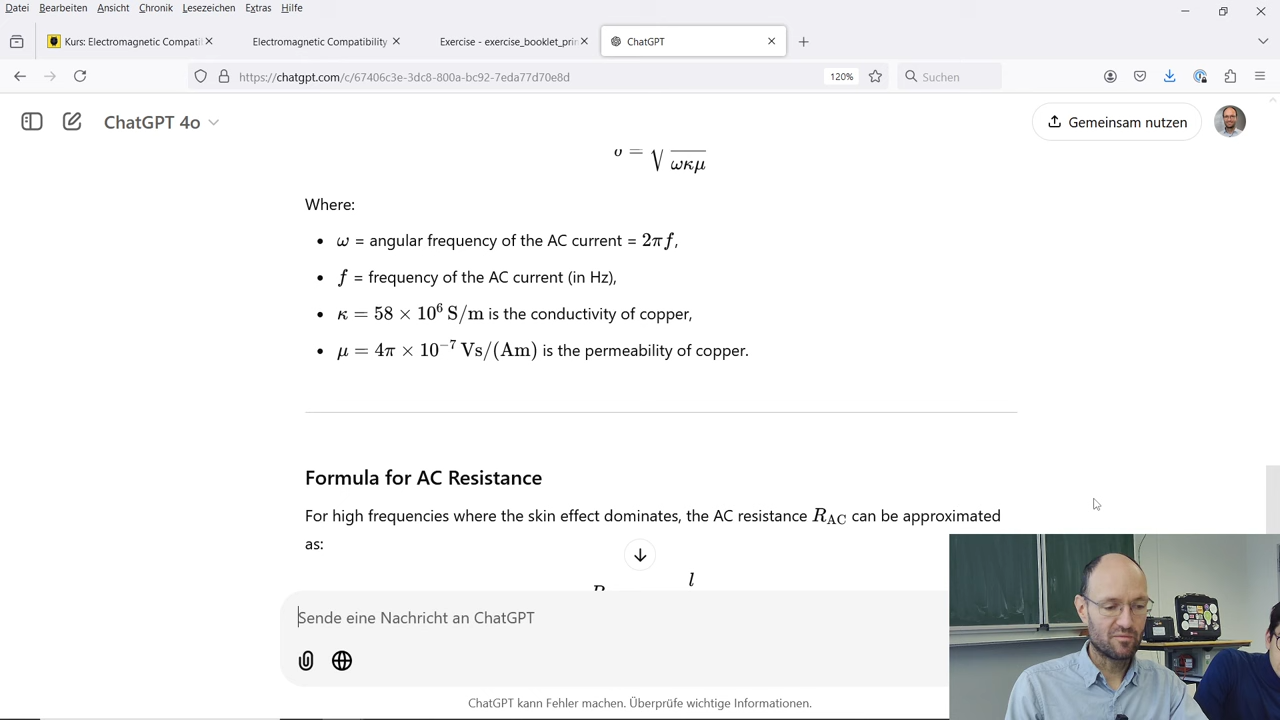 Datei Bearbeiten Ansicht Chronik Lesezeichen Extras Hilfe
Kurs: Electromagnetic Compati
Electromagnetic Compatibility
Exercise - exercise_booklet_prin
ChatGPT
https://chatgpt.com/c/67406c3e-3dc8-800a-bc92-7eda77d70e8d
120%
Suchen
ChatGPT 4o
Gemeinsam nutzen
= √ ωκμ
Where:
• ω = angular frequency of the AC current = 2πf,
• f = frequency of the AC current (in Hz),
• κ = 58 × 10⁶ S/m is the conductivity of copper,
• μ = 4π × 10⁻⁷ Vs/(Am) is the permeability of copper.
Formula for AC Resistance
For high frequencies where the skin effect dominates, the AC resistance R_AC can be approximated
as:
l
Sende eine Nachricht an ChatGPT
ChatGPT kann Fehler machen. Überprüfe wichtige Informationen.